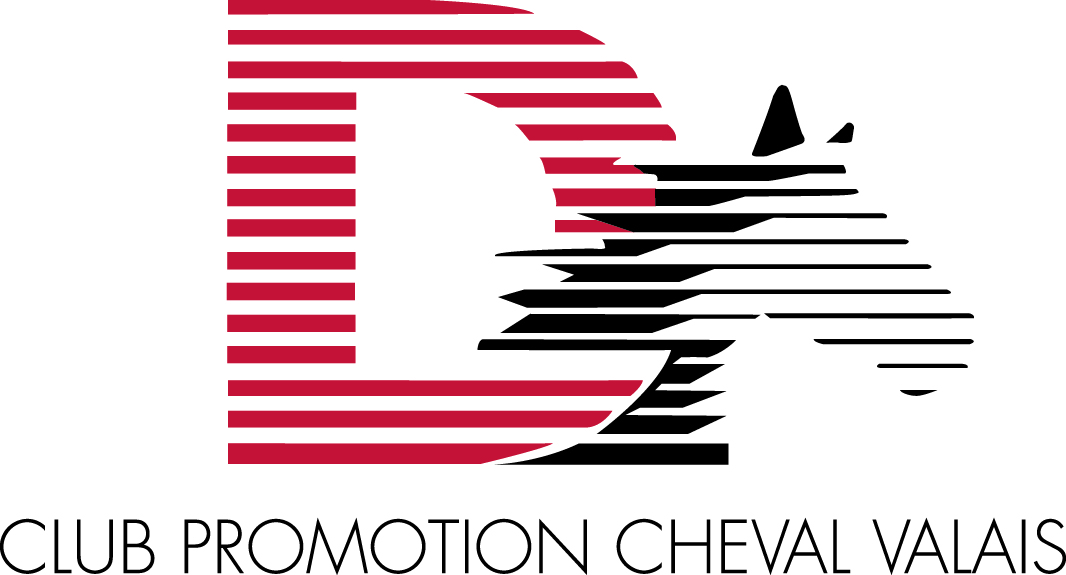 D
CLUB PROMOTION CHEVAL VALAIS